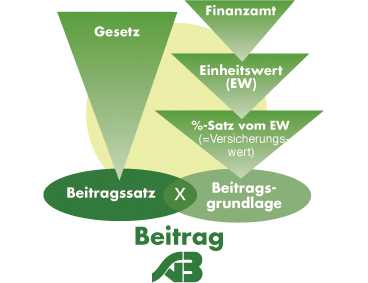 Gesetz
Finanzamt
Einheitswert
(EW)
%-Satz vom EW
(=Versicherungs-
wert)
Beitragssatz
X
Beitrags-
grundlage
Beitrag